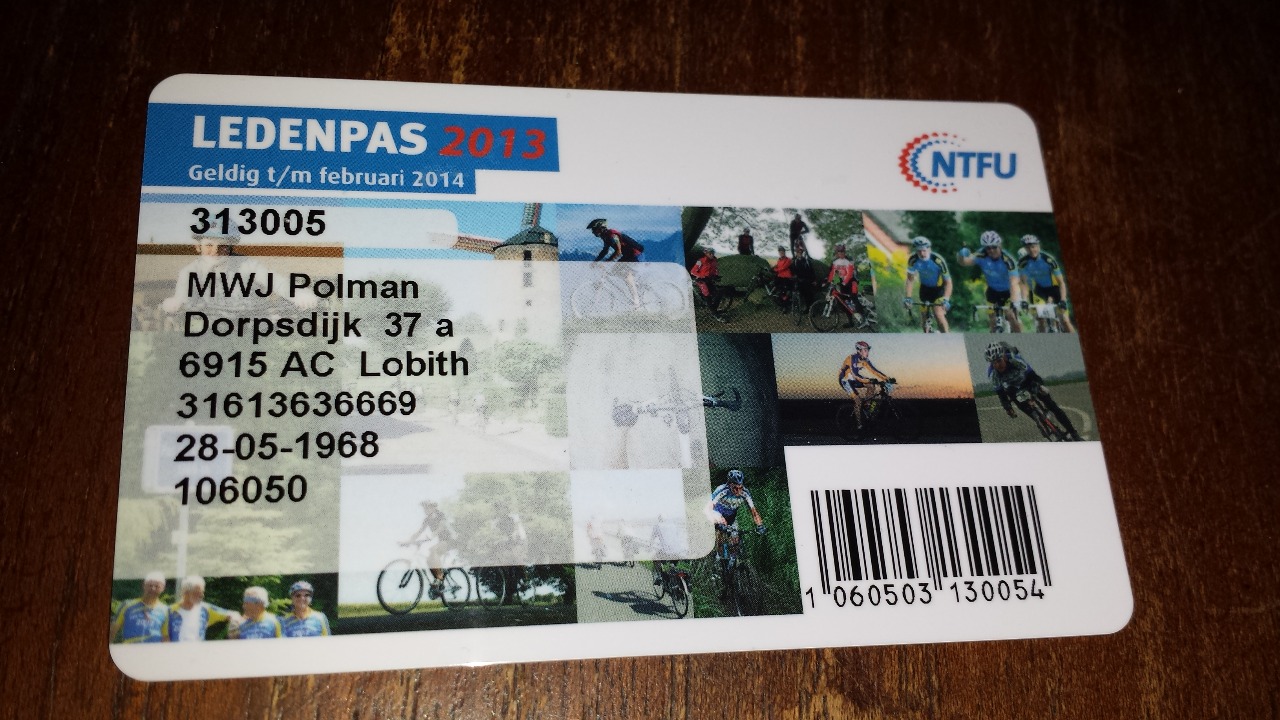 LEDENPAS 2013
Geldig t/m februari 2014
NTFU
313005
MWJ Polman
Dorpsdijk 37 a
6915 AC Lobith
31613636669
28-05-1968
106050
1 060503 130054